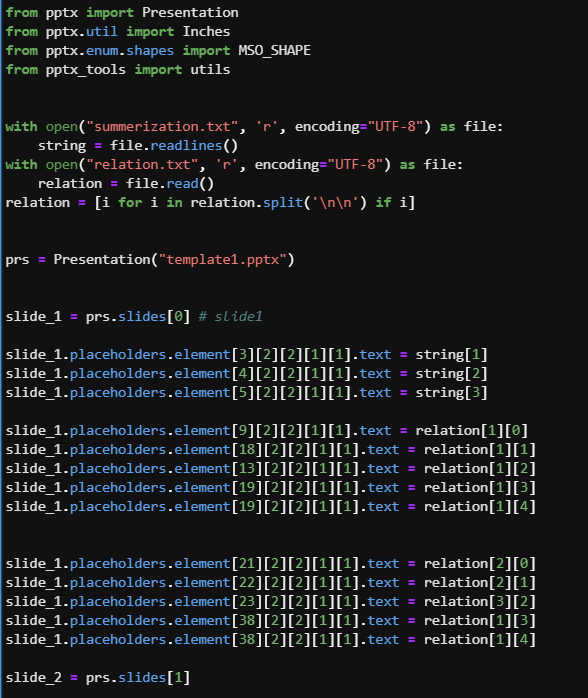 from pptx import Presentation
from pptx.util import Inches
from pptx.enum.shapes import MSO_SHAPE
from pptx_tools import utils
with open("summerization.txt", 'r', encoding="UTF-8") as file:
    string = file.readlines()
with open("relation.txt", 'r', encoding="UTF-8") as file:
    relation = file.read()
relation = [i for i in relation.split('\n\n') if i]
prs = Presentation("template1.pptx")
slide_1 = prs.slides[0] # slide1
slide_1.placeholders.element[3][2][2][1][1].text = string[1]
slide_1.placeholders.element[4][2][2][1][1].text = string[2]
slide_1.placeholders.element[5][2][2][1][1].text = string[3]
slide_1.placeholders.element[9][2][2][1][1].text = relation[1][0]
slide_1.placeholders.element[18][2][2][1][1].text = relation[1][1]
slide_1.placeholders.element[13][2][2][1][1].text = relation[1][2]
slide_1.placeholders.element[19][2][2][1][1].text = relation[1][3]
slide_1.placeholders.element[19][2][2][1][1].text = relation[1][4]
slide_1.placeholders.element[21][2][2][1][1].text = relation[2][0]
slide_1.placeholders.element[22][2][2][1][1].text = relation[2][1]
slide_1.placeholders.element[23][2][2][1][1].text = relation[3][2]
slide_1.placeholders.element[38][2][2][1][1].text = relation[1][3]
slide_1.placeholders.element[38][2][2][1][1].text = relation[1][4]
slide_2 = prs.slides[1]